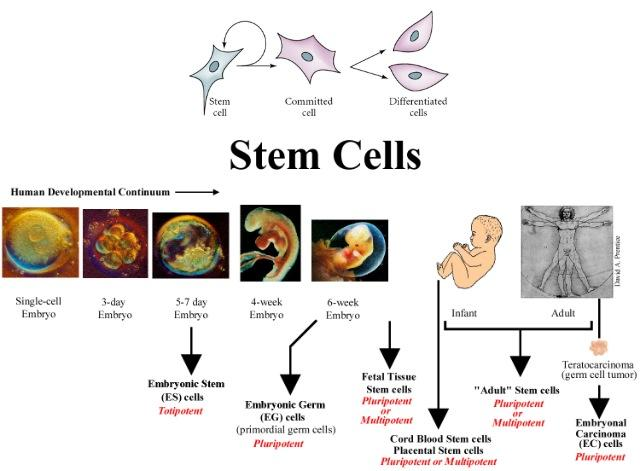 Stem
cell
Committed
cell
Differentiated
cells
Stem Cells
Human Developmental Continuum
Single-cell
Embryo
3-day
Embryo
5-7 day
Embryo
4-week
Embryo
6-week
Embryo
Infant
Adult
David A. Prentice
Embryonic Stem
(ES) cells
Totipotent
Embryonic Germ
(EG) cells
(primordial germ cells)
Pluripotent
Fetal Tissue
Stem cells
Pluripotent
or
Multipotent
Cord Blood Stem cells
Placental Stem cells
Pluripotent or Multipotent
"Adult" Stem cells
Pluripotent
or
Multipotent
Teratocarcinoma
(germ cell tumor)
Embryonal
Carcinoma
(EC) cells
Pluripotent